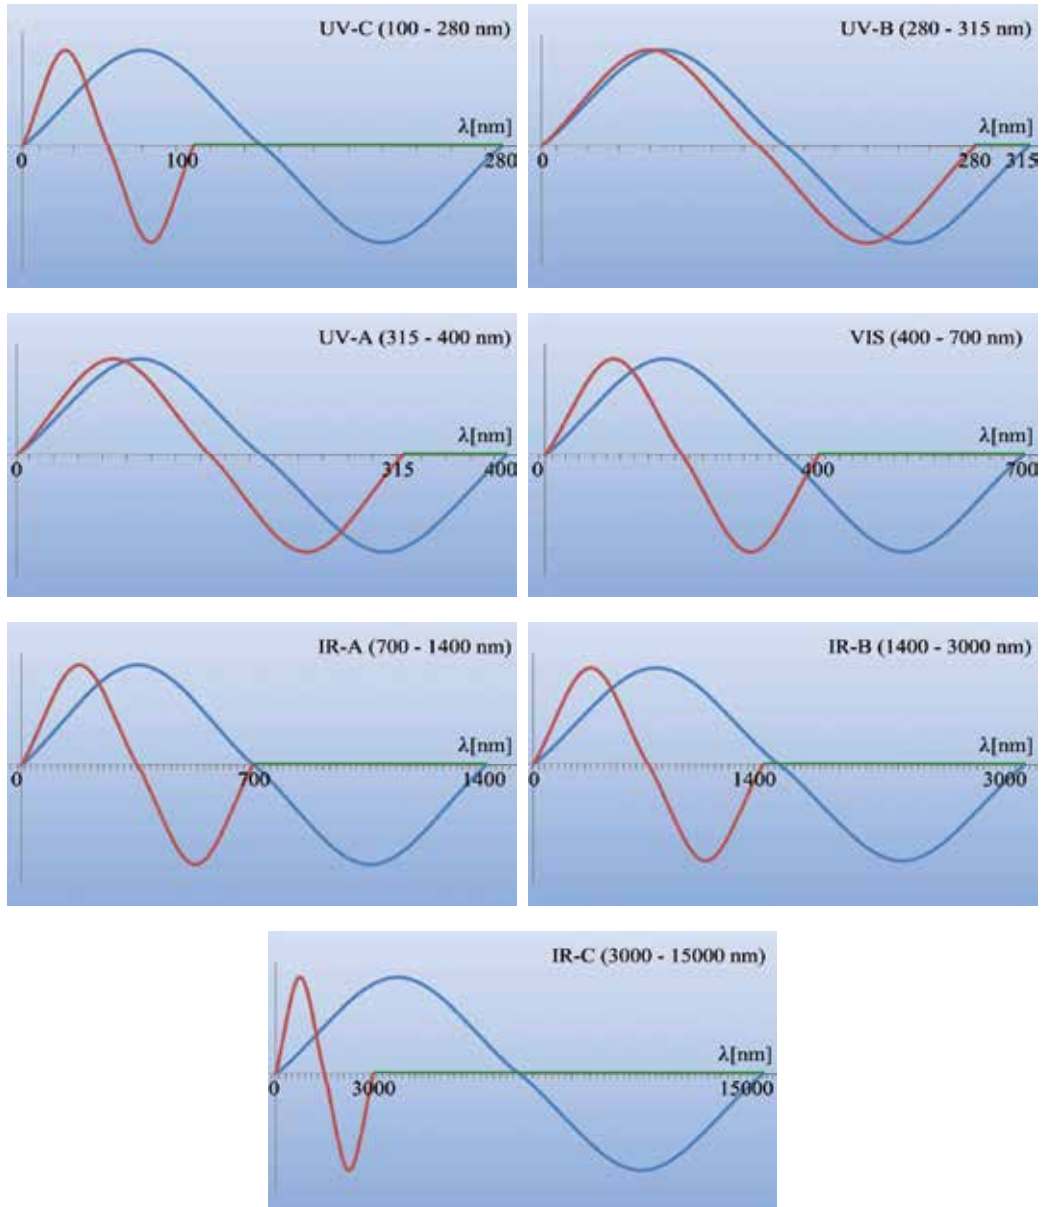 UV-C (100 - 280 nm)
λ[nm]
0 100 280
UV-B (280 - 315 nm)
λ[nm]
0 280 315
UV-A (315 - 400 nm)
λ[nm]
0 315 400
VIS (400 - 700 nm)
λ[nm]
0 400 700
IR-A (700 - 1400 nm)
λ[nm]
0 700 1400
IR-B (1400 - 3000 nm)
λ[nm]
0 1400 3000
IR-C (3000 - 15000 nm)
λ[nm]
0 3000 15000